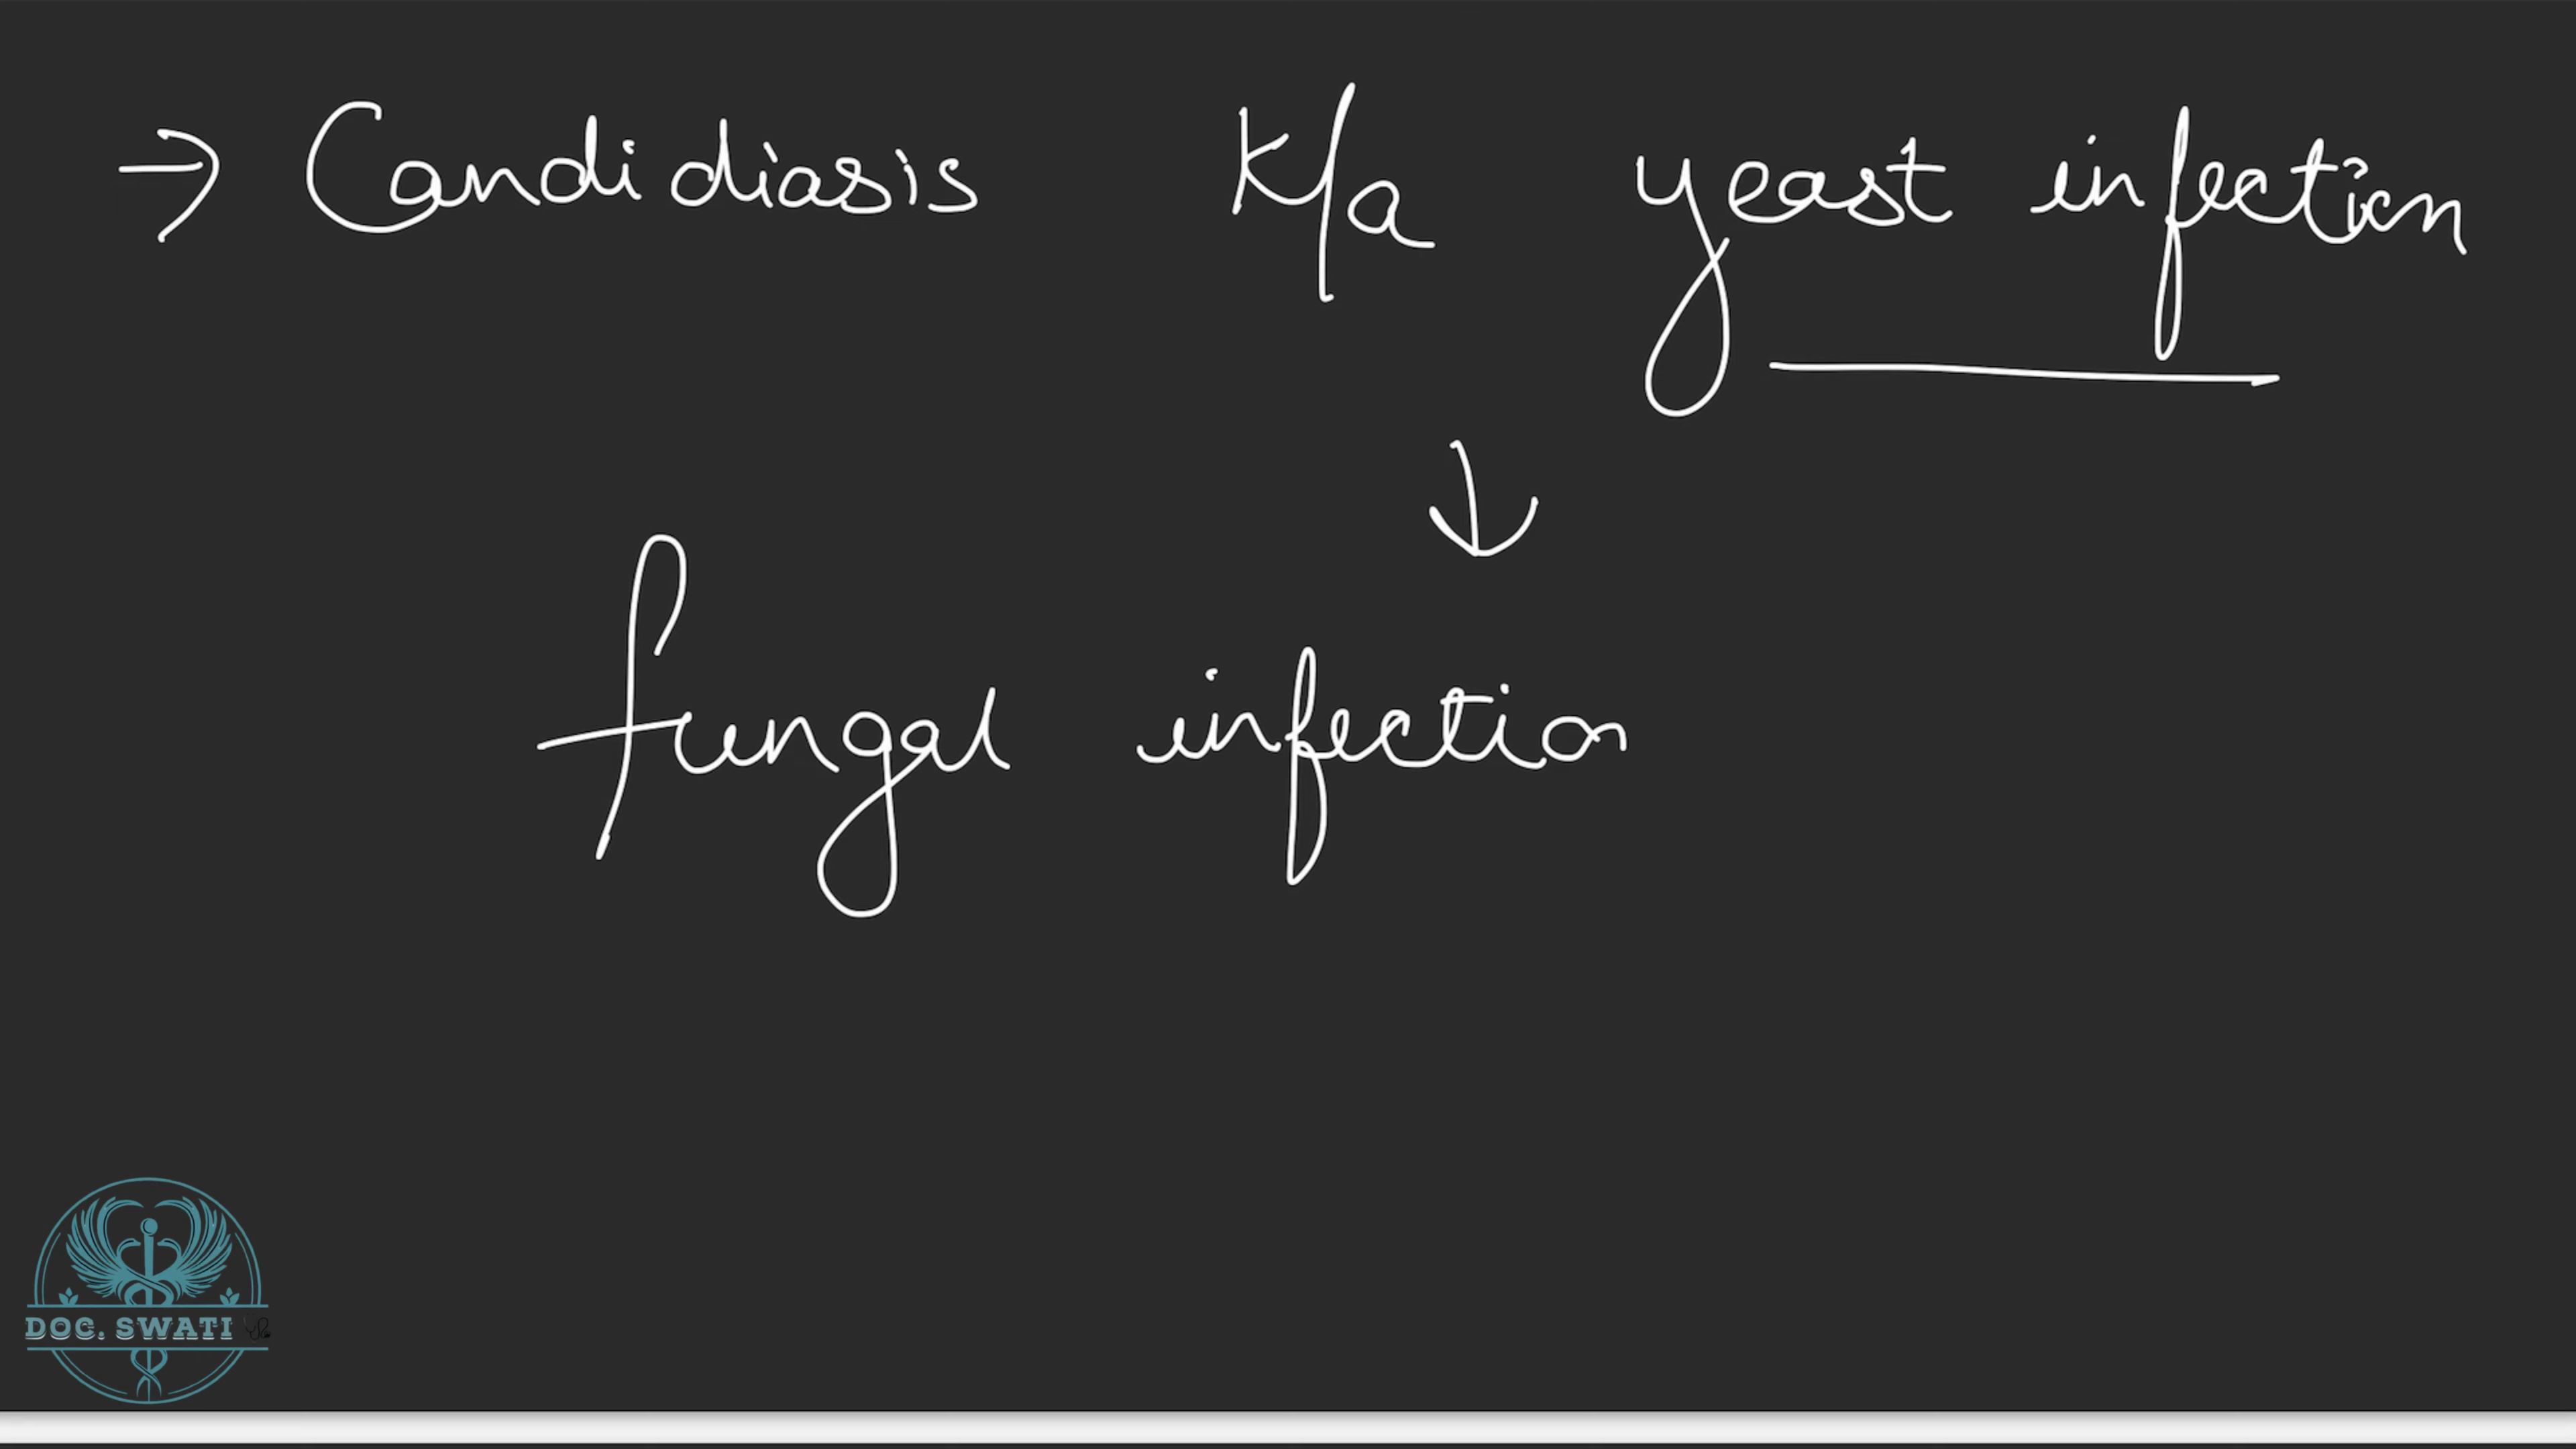 → Candidiasis K/a yeast infection
↓
fungal infection
DOC. SWATI